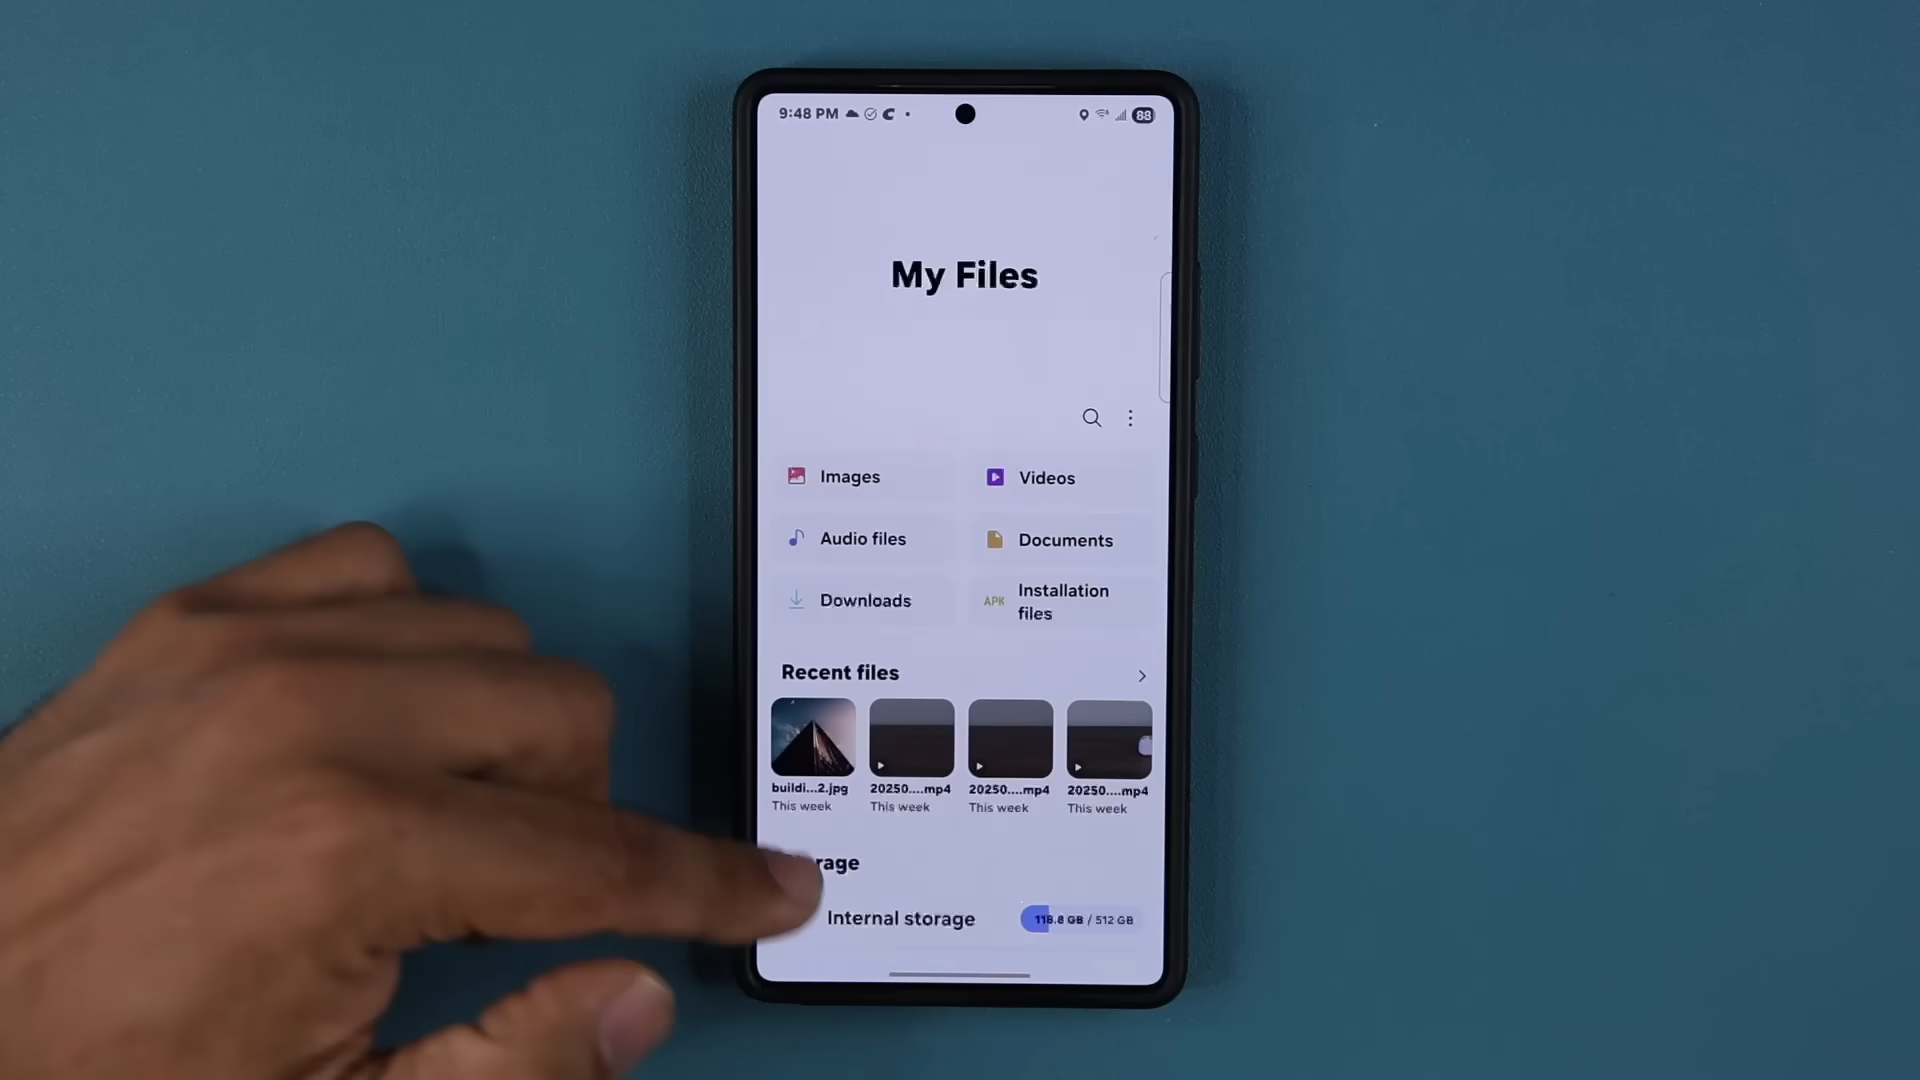 9:48 PM
88
My Files
Images
Videos
Audio files
Documents
Downloads
APK
Installation
files
Recent files
buildi...2.jpg
20250....mp4
20250....mp4
20250....mp4
This week
This week
This week
This week
rage
Internal storage
118.8 GB / 512 GB